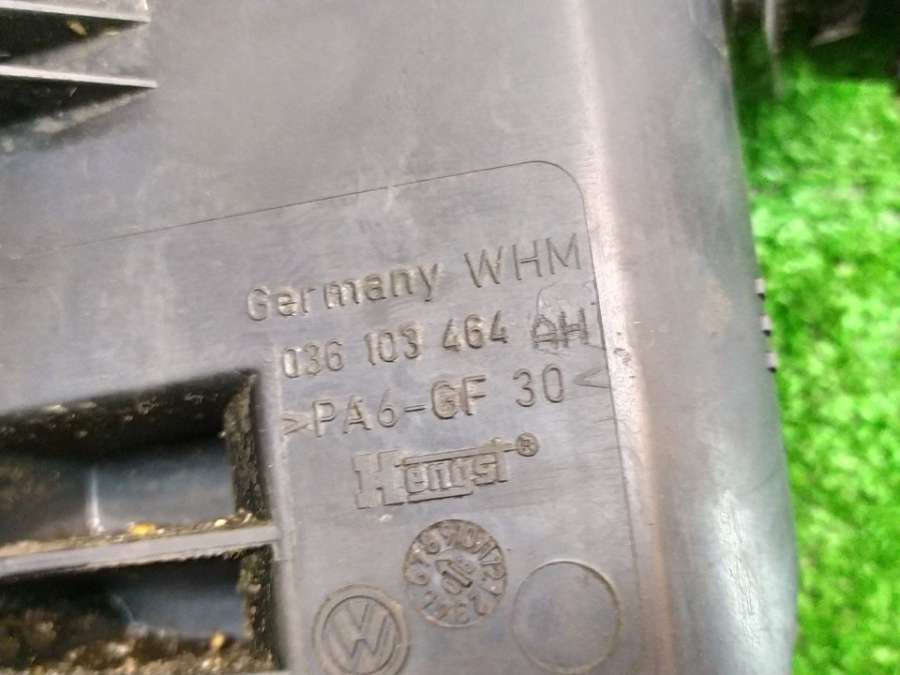 Germany WHM
036 103 464 AH
>PA6-GF 30<
Hengst®